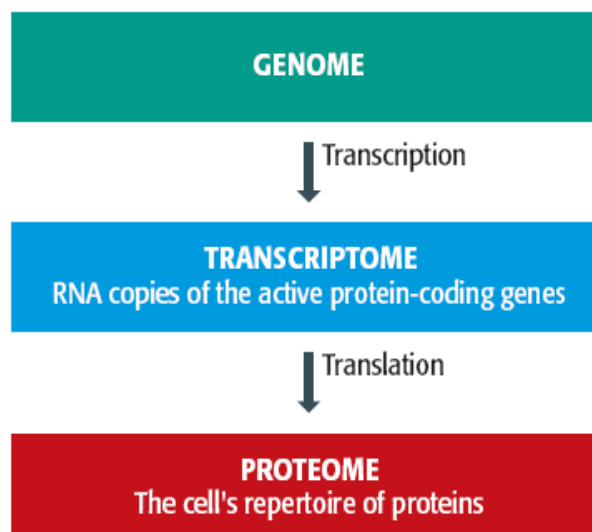 GENOME
Transcription
TRANSCRIPTOME
RNA copies of the active protein-coding genes
Translation
PROTEOME
The cell's repertoire of proteins